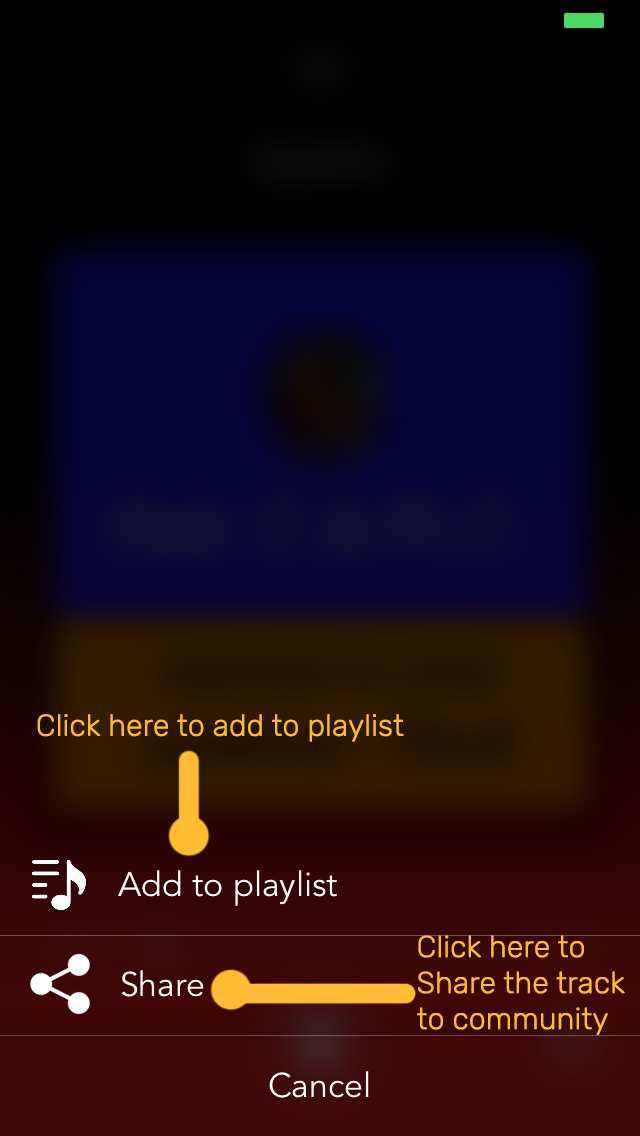 Click here to add to playlist
Add to playlist
Click here to
Share the track
to community
Share
Cancel